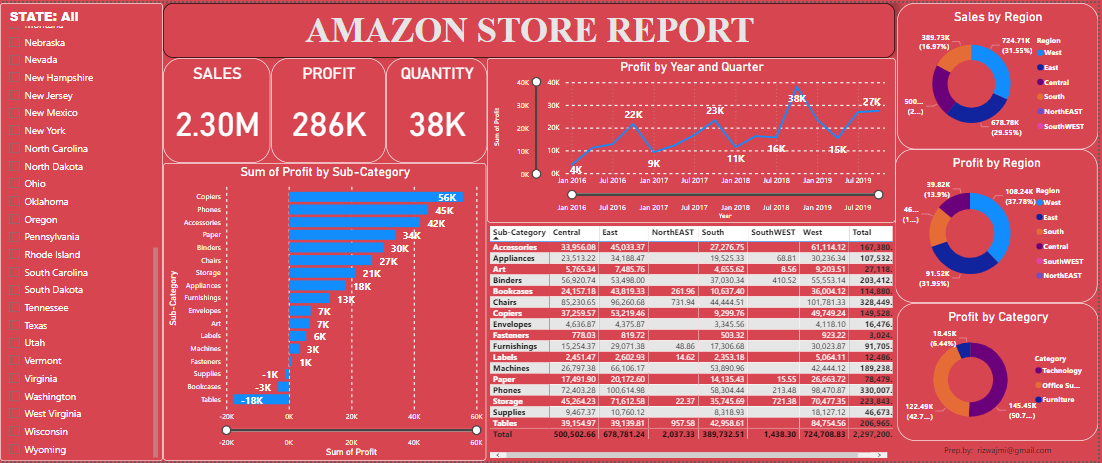 STATE: All
Montana
Nebraska
Nevada
New Hampshire
New Jersey
New Mexico
New York
North Carolina
North Dakota
Ohio
Oklahoma
Oregon
Pennsylvania
Rhode Island
South Carolina
South Dakota
Tennessee
Texas
Utah
Vermont
Virginia
Washington
West Virginia
Wisconsin
Wyoming
AMAZON STORE REPORT
SALES
2.30M
PROFIT
286K
QUANTITY
38K
Sum of Profit by Sub-Category
Sub-Category
Copiers 56K
Phones 45K
Accessories 42K
Paper 34K
Binders 30K
Chairs 27K
Storage 21K
Appliances 18K
Furnishings 13K
Envelopes 7K
Art 7K
Labels 6K
Machines 3K
Fasteners 1K
Supplies -1K
Bookcases -3K
Tables -18K
-20K 0K 20K 40K 60K
-20K 0K 20K 40K 60K
Sum of Profit
Profit by Year and Quarter
Sum of Profit
40K 40K
30K 30K
20K 20K
10K 10K
0K 0K
4K 22K 9K 23K 11K 16K 38K 15K 27K
Jan 2016 Jul 2016 Jan 2017 Jul 2017 Jan 2018 Jul 2018 Jan 2019 Jul 2019
Jan 2016 Jul 2016 Jan 2017 Jul 2017 Jan 2018 Jul 2018 Jan 2019 Jul 2019
Year
Sub-Category Central East NorthEAST South SouthWEST West Total
Accessories 33,956.08 45,033.37 27,276.75 61,114.12 167,380.
Appliances 23,513.22 34,188.47 19,525.33 68.81 30,236.34 107,532.
Art 5,765.34 7,485.76 4,655.62 8.56 9,203.51 27,118.
Binders 56,920.74 53,498.00 37,030.34 410.52 55,553.14 203,412.
Bookcases 24,157.18 43,819.33 261.96 10,637.40 36,004.12 114,880.
Chairs 85,230.65 96,260.68 731.94 44,444.51 101,781.33 328,449.
Copiers 37,259.57 53,219.46 9,299.76 49,749.24 149,528.
Envelopes 4,636.87 4,375.87 3,345.56 4,118.10 16,476.
Fasteners 778.03 819.72 503.32 923.22 3,024.
Furnishings 15,254.37 29,071.38 48.86 17,306.68 30,023.87 91,705.
Labels 2,451.47 2,602.93 14.62 2,353.18 5,064.11 12,486.
Machines 26,797.38 66,106.17 53,890.96 42,444.12 189,238.
Paper 17,491.90 20,172.60 14,135.43 15.55 26,663.72 78,479.
Phones 72,403.28 100,614.98 58,304.44 213.48 98,470.87 330,007.
Storage 45,264.23 71,612.58 22.37 35,745.69 721.38 70,477.35 223,843.
Supplies 9,467.37 10,760.12 8,318.93 18,127.12 46,673.
Tables 39,154.97 39,139.81 957.58 42,958.61 84,754.56 206,965.
Total 500,502.66 678,781.24 2,037.33 389,732.51 1,438.30 724,708.83 2,297,200.
Sales by Region
389.73K
(16.97%)
724.71K
(31.55%)
500...
(2...)
678.78K
(29.55%)
Region
West
East
Central
South
NorthEAST
SouthWEST
Profit by Region
39.82K
(13.9%)
108.24K
(37.78%)
46...
(1...)
91.52K
(31.95%)
Region
West
East
South
Central
SouthWEST
NorthEAST
Profit by Category
18.45K
(6.44%)
122.49K
(42.7...)
145.45K
(50.7...)
Category
Technology
Office Su...
Furniture
Prep.by: rizwajmi@gmail.com